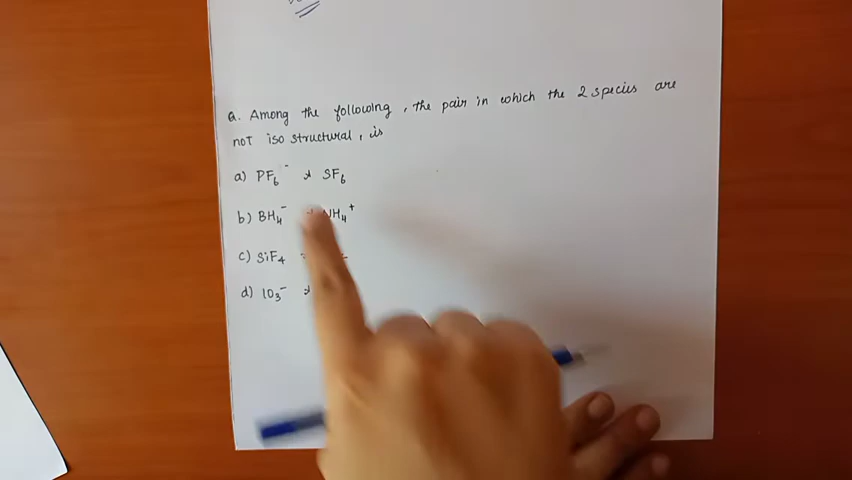 Q. Among the following, the pair in which the 2 species are
not iso structural, is
a) PF₆⁻ & SF₆
b) BH₄⁻ & NH₄⁺
c) SiF₄
d) IO₃⁻ &